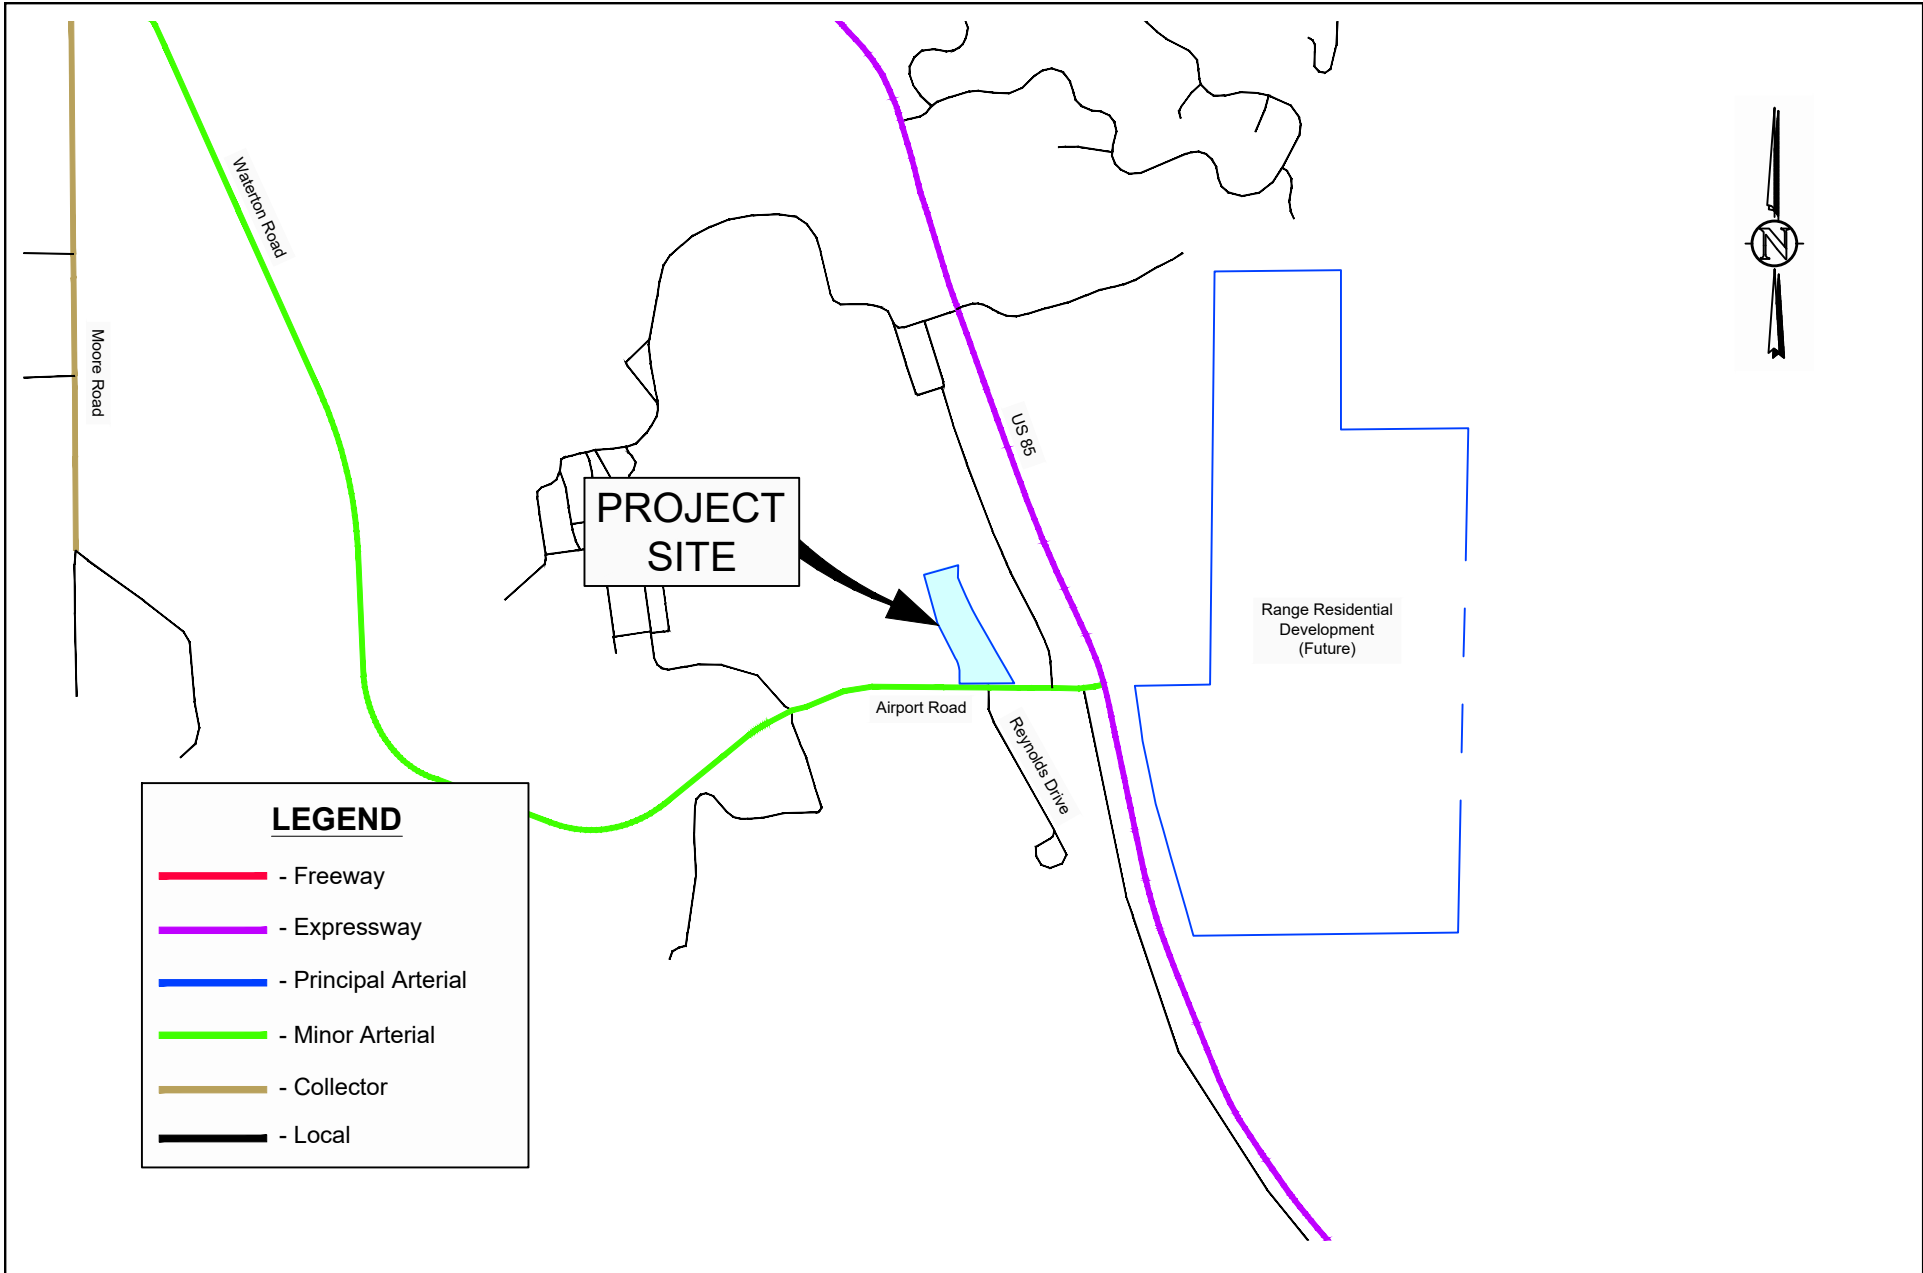 Waterton Road
N
Moore Road
US 85
PROJECT
SITE
Range Residential
Development
(Future)
Airport Road
Reynolds Drive
LEGEND
- Freeway
- Expressway
- Principal Arterial
- Minor Arterial
- Collector
- Local